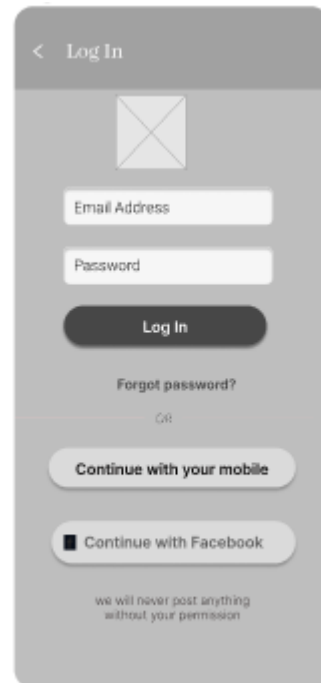 < Log In
Email Address
Password
Log In
Forgot password?
OR
Continue with your mobile
Continue with Facebook
we will never post anything
without your permission